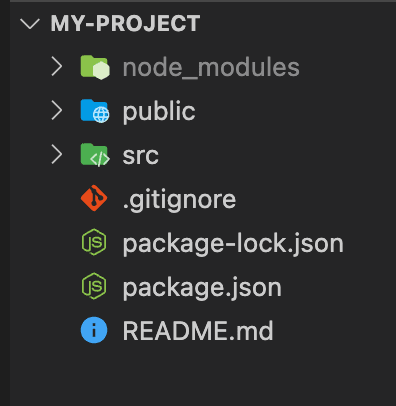 MY-PROJECT
node_modules
public
src
.gitignore
package-lock.json
package.json
README.md